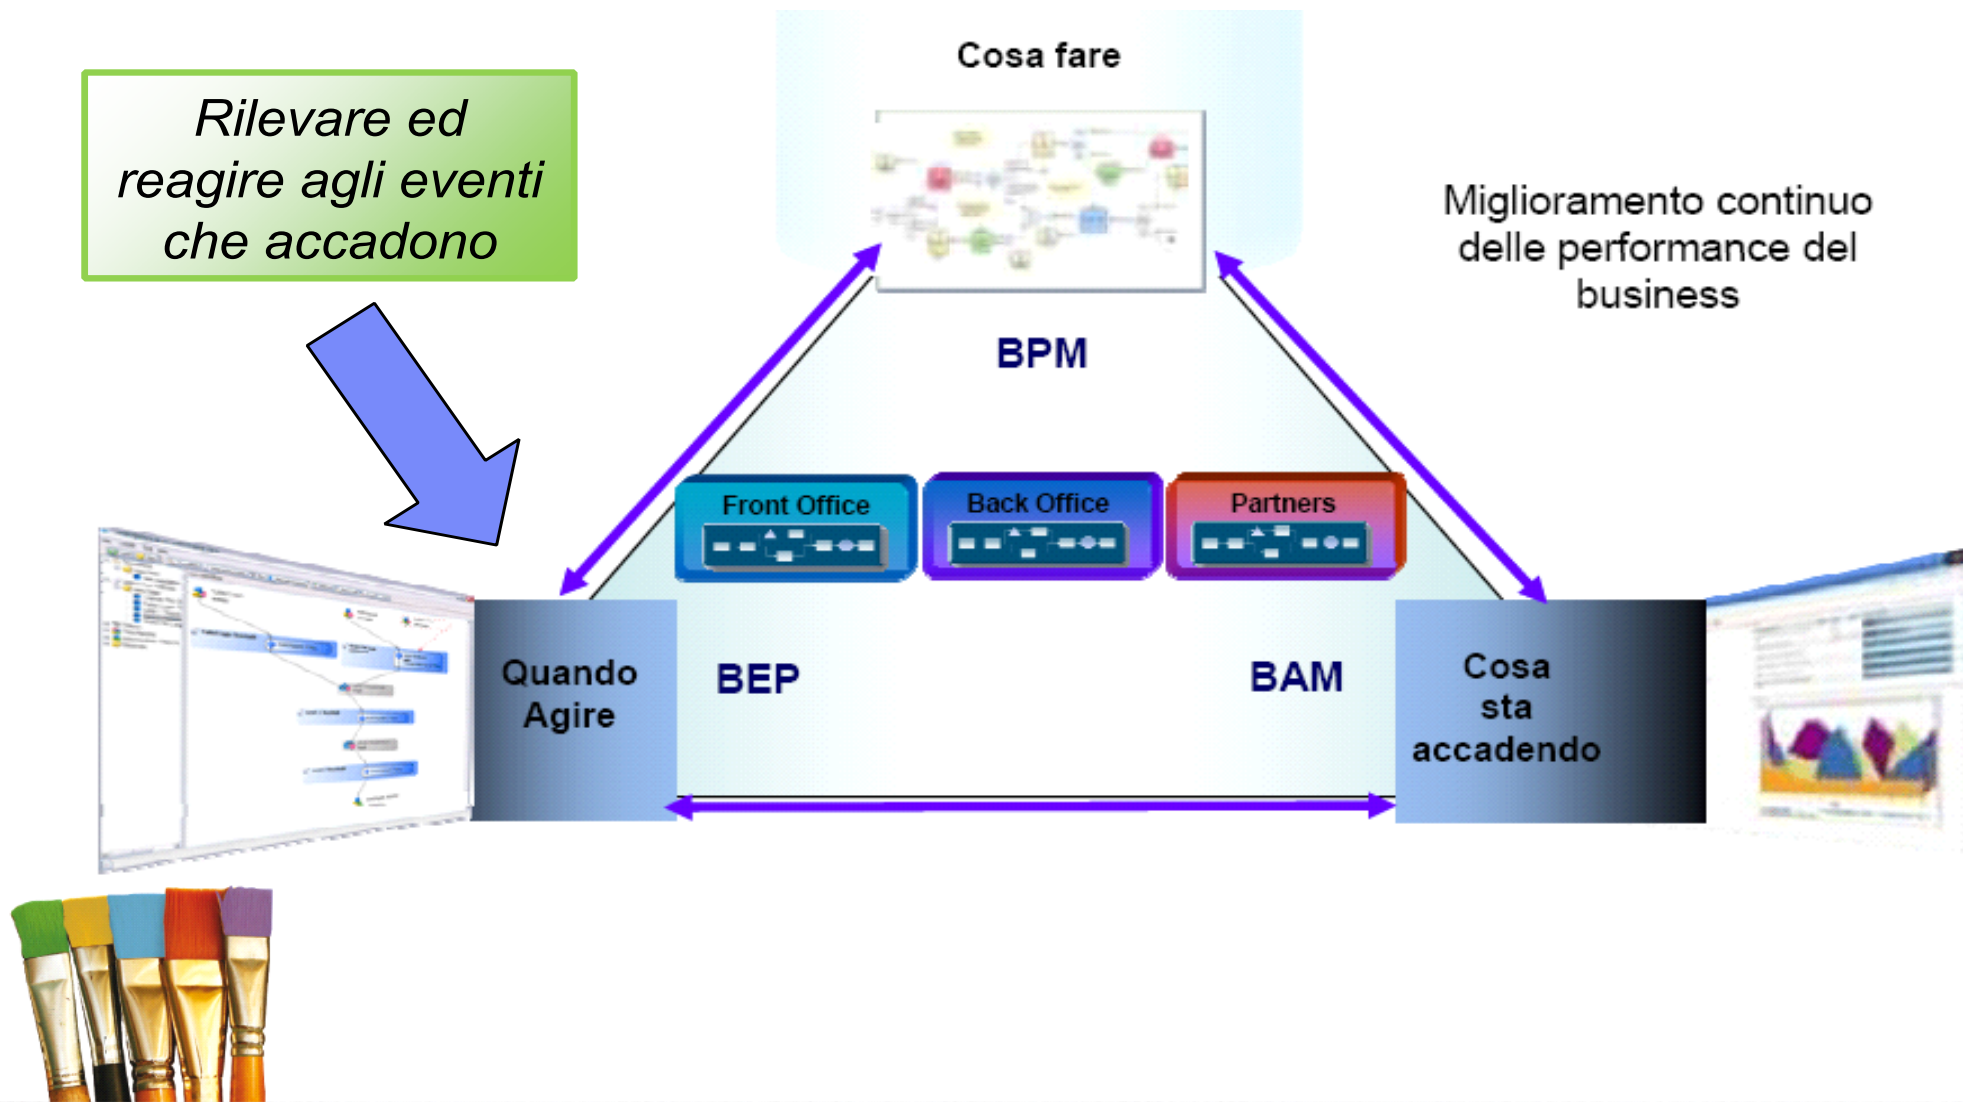 Cosa fare
Rilevare ed
reagire agli eventi
che accadono
Miglioramento continuo
delle performance del
business
BPM
Front Office
Back Office
Partners
Quando
Agire
BEP
BAM
Cosa
sta
accadendo